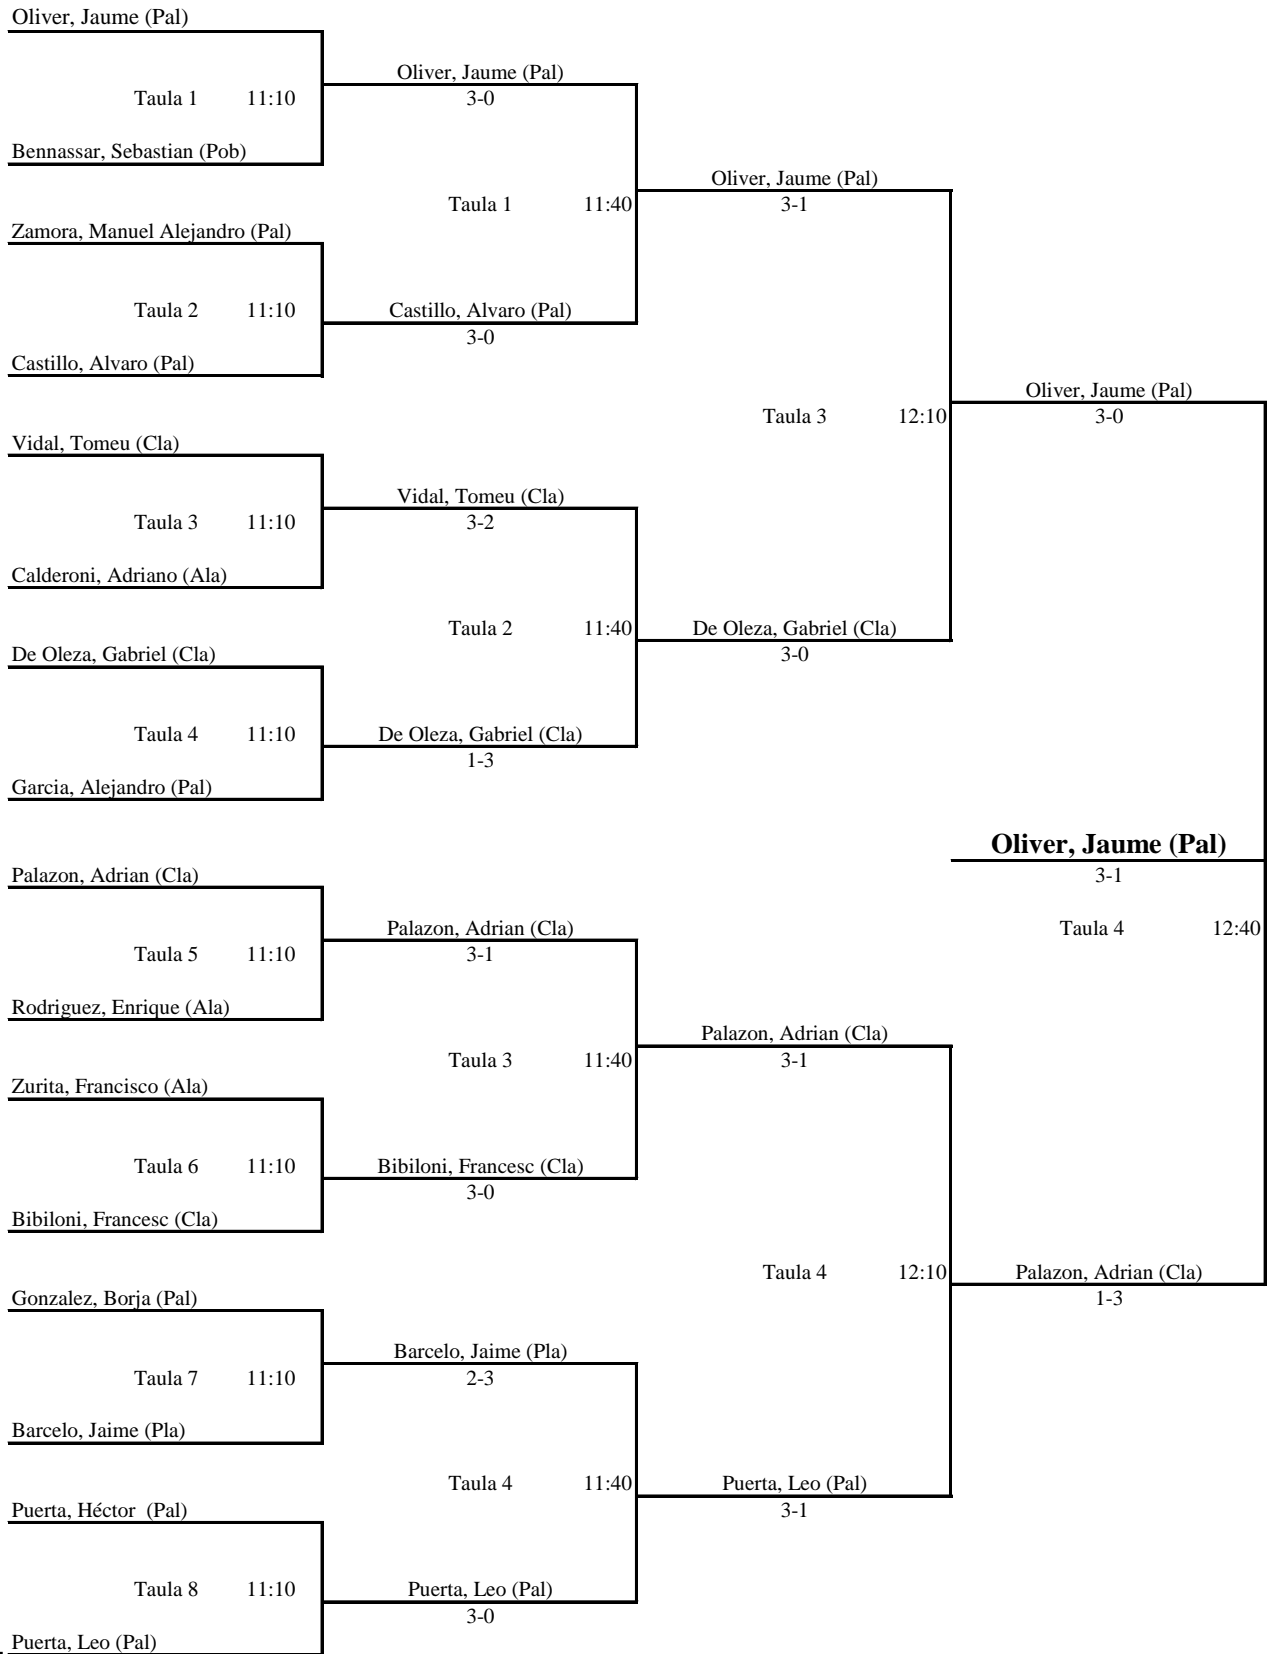 Oliver, Jaume (Pal)
Oliver, Jaume (Pal)
Taula 1 11:10 3-0
Bennassar, Sebastian (Pob)
Oliver, Jaume (Pal)
Taula 1 11:40 3-1
Zamora, Manuel Alejandro (Pal)
Taula 2 11:10 Castillo, Alvaro (Pal)
3-0
Castillo, Alvaro (Pal)
Oliver, Jaume (Pal)
Taula 3 12:10 3-0
Vidal, Tomeu (Cla)
Vidal, Tomeu (Cla)
Taula 3 11:10 3-2
Calderoni, Adriano (Ala)
Taula 2 11:40 De Oleza, Gabriel (Cla)
De Oleza, Gabriel (Cla) 3-0
Taula 4 11:10 De Oleza, Gabriel (Cla)
1-3
Garcia, Alejandro (Pal)
Oliver, Jaume (Pal)
Palazon, Adrian (Cla) 3-1
Palazon, Adrian (Cla) Taula 4 12:40
Taula 5 11:10 3-1
Rodriguez, Enrique (Ala)
Palazon, Adrian (Cla)
Taula 3 11:40 3-1
Zurita, Francisco (Ala)
Taula 6 11:10 Bibiloni, Francesc (Cla)
3-0
Bibiloni, Francesc (Cla)
Taula 4 12:10 Palazon, Adrian (Cla)
Gonzalez, Borja (Pal) 1-3
Barcelo, Jaime (Pla)
Taula 7 11:10 2-3
Barcelo, Jaime (Pla)
Taula 4 11:40 Puerta, Leo (Pal)
Puerta, Héctor (Pal) 3-1
Taula 8 11:10 Puerta, Leo (Pal)
3-0
Puerta, Leo (Pal)